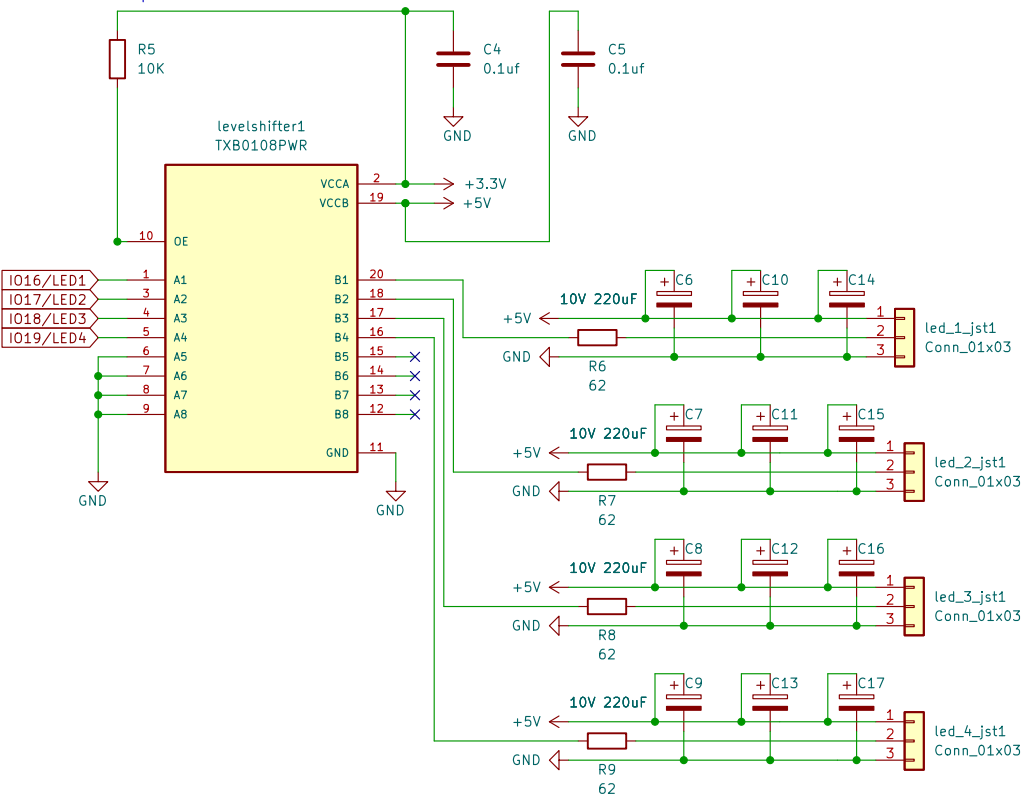 R5
10K
C4
0.1uf
C5
0.1uf
GND
GND
levelshifter1
TXB0108PWR
VCCA
2
+3.3V
VCCB
19
+5V
10
OE
IO16/LED1
1
A1
B1
20
IO17/LED2
3
A2
B2
18
IO18/LED3
4
A3
B3
17
IO19/LED4
5
A4
B4
16
6
A5
B5
15
7
A6
B6
14
8
A7
B7
13
9
A8
B8
12
GND
11
GND
GND
+
C6
+
C10
+
C14
10V 220uF
+5V
1
2
3
led_1_jst1
Conn_01x03
GND
R6
62
+
C7
+
C11
+
C15
10V 220uF
+5V
1
2
3
led_2_jst1
Conn_01x03
GND
R7
62
+
C8
+
C12
+
C16
10V 220uF
+5V
1
2
3
led_3_jst1
Conn_01x03
GND
R8
62
+
C9
+
C13
+
C17
10V 220uF
+5V
1
2
3
led_4_jst1
Conn_01x03
GND
R9
62